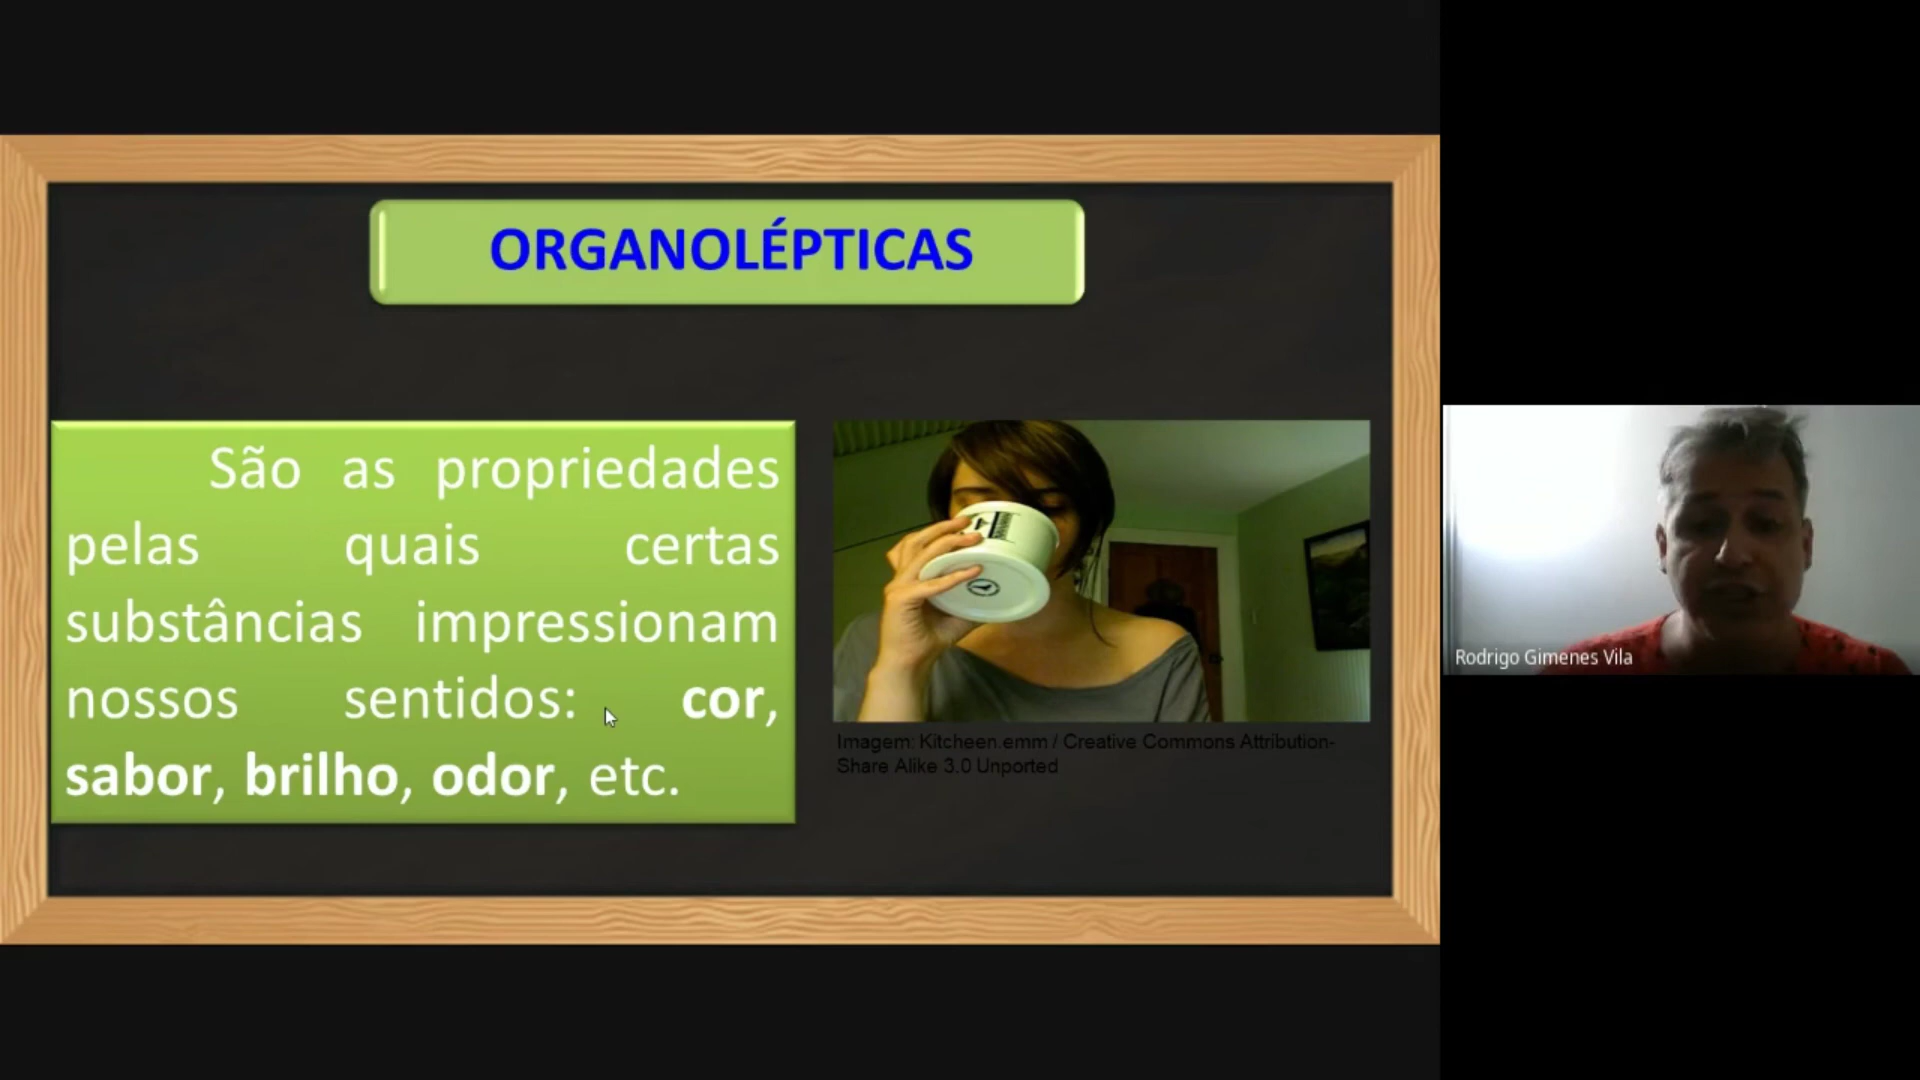 ORGANOLÉPTICAS
São as propriedades
pelas quais certas
substâncias impressionam
nossos sentidos: cor,
sabor, brilho, odor, etc.
Imagem: Kitcheen.emm / Creative Commons Attribution-
Share Alike 3.0 Unported
Rodrigo Gimenes Vila